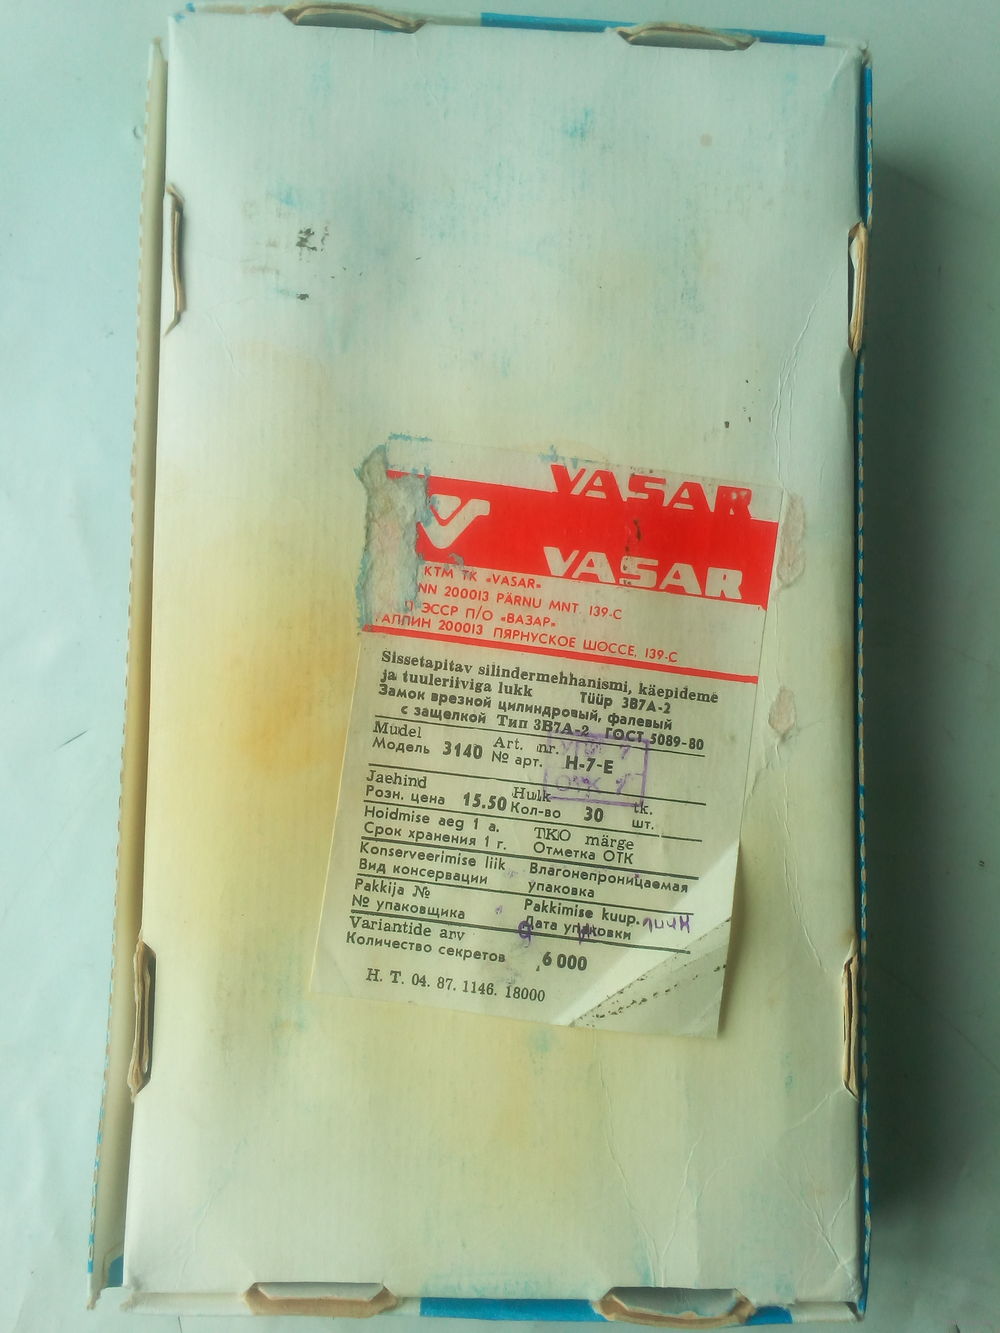 VASAR
VASAR
KTM TK «VASAR»
NN 200013 PÄRNU MNT. 139-C
ЭССР П/О «ВАЗАР»
АЛЛИН 200013 ПЯРНУСКОЕ ШОССЕ, 139-С
Sissetapitav silindermehhanismi, käepideme
ja tuuleriiviga lukk Tüüp 3B7A-2
Замок врезной цилиндровый, фалевый
с защелкой Тип 3В7А-2 ГОСТ 5089-80
Mudel Art. nr.
Модель 3140 № арт. Н-7-Е
Jaehind Hulk tk.
Розн. цена 15.50 Кол-во 30 шт.
Hoidmise aeg 1 a. TKO märge
Срок хранения 1 г. Отметка ОТК
Konserveerimise liik Влагонепроницаемая
Вид консервации упаковка
Pakkija № Pakkimise kuup.
№ упаковщика Дата упаковки
Variantide arv
Количество секретов 6 000
H. T. 04. 87. 1146. 18000